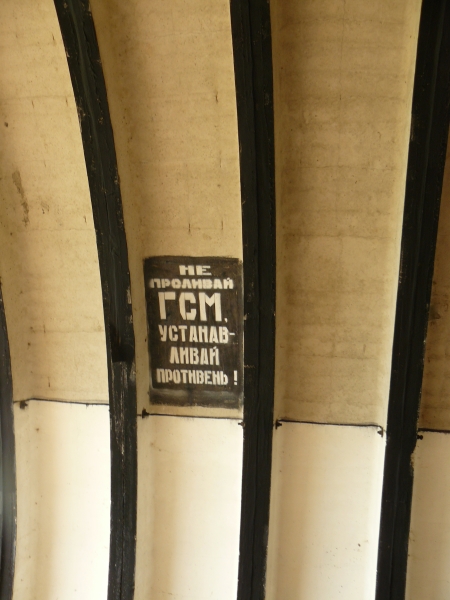 НЕ
ПРОЛИВАЙ
ГСМ,
УСТАНАВ-
ЛИВАЙ
ПРОТИВЕНЬ!